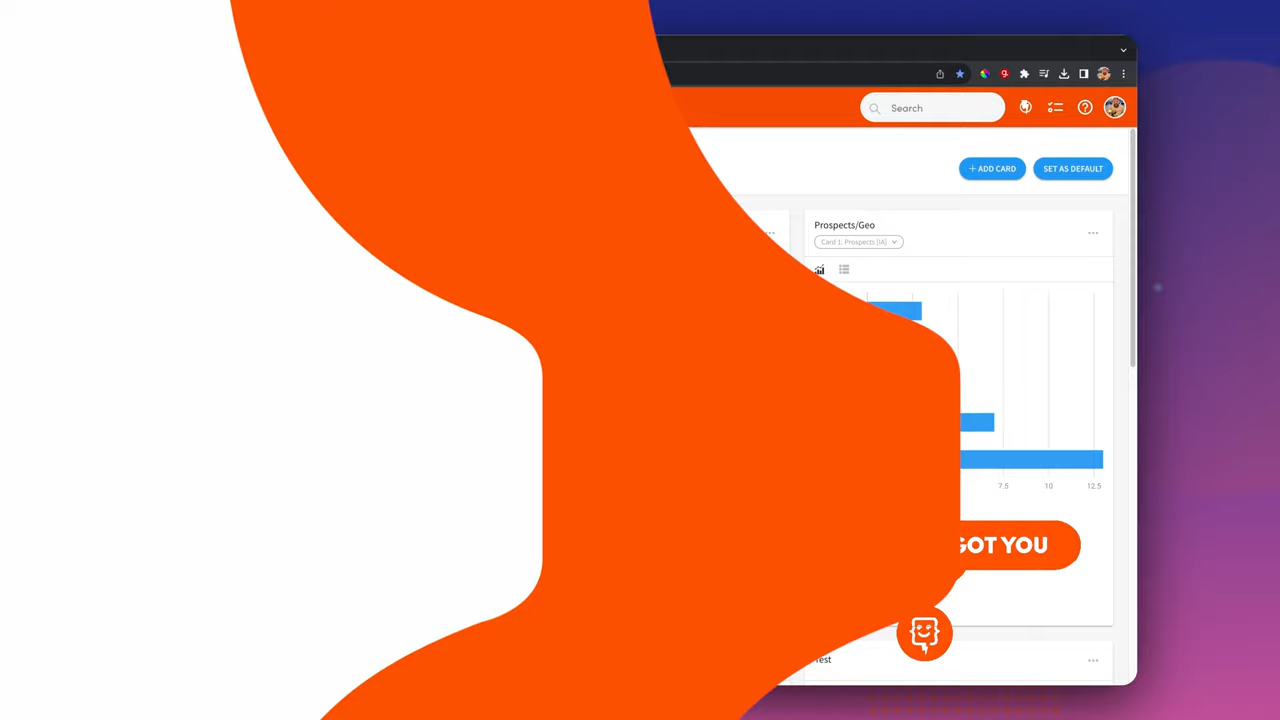 Search
+ ADD CARD
SET AS DEFAULT
Prospects/Geo
Card 1: Prospects [IA]
7.5
10
12.5
GOT YOU
Test